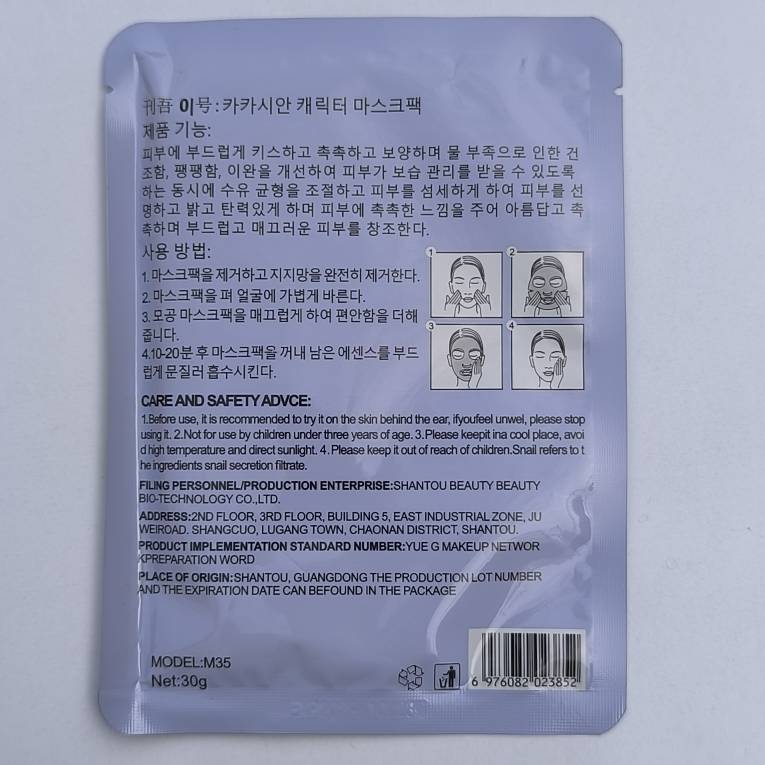 刊吾 이号:카카시안 캐릭터 마스크팩
제품 기능:
피부에 부드럽게 키스하고 촉촉하고 보양하며 물 부족으로 인한 건
조함, 팽팽함, 이완을 개선하여 피부가 보습 관리를 받을 수 있도록
하는 동시에 수유 균형을 조절하고 피부를 섬세하게 하여 피부를 선
명하고 밝고 탄력있게 하며 피부에 촉촉한 느낌을 주어 아름답고 촉
촉하며 부드럽고 매끄러운 피부를 창조한다.
사용 방법:
1. 마스크팩을 제거하고 지지망을 완전히 제거한다.
2. 마스크팩을 펴 얼굴에 가볍게 바른다.
3. 모공 마스크팩을 매끄럽게 하여 편안함을 더해
줍니다.
4.10-20분 후 마스크팩을 꺼내 남은 에센스를 부드
럽게 문질러 흡수시킨다.
1
2
3
4
CARE AND SAFETY ADVCE:
1.Before use, it is recommended to try it on the skin behind the ear, ifyoufeel unwel, please stop
using it. 2.Not for use by children under three years of age. 3.Please keepit ina cool place, avoi
d high temperature and direct sunlight. 4. Please keep it out of reach of children.Snail refers to t
he ingredients snail secretion filtrate.
FILING PERSONNEL/PRODUCTION ENTERPRISE:SHANTOU BEAUTY BEAUTY
BIO-TECHNOLOGY CO.,LTD.
ADDRESS:2ND FLOOR, 3RD FLOOR, BUILDING 5, EAST INDUSTRIAL ZONE, JU
WEIROAD. SHANGCUO, LUGANG TOWN, CHAONAN DISTRICT, SHANTOU.
PRODUCT IMPLEMENTATION STANDARD NUMBER:YUE G MAKEUP NETWOR
KPREPARATION WORD
PLACE OF ORIGIN:SHANTOU, GUANGDONG THE PRODUCTION LOT NUMBER
AND THE EXPIRATION DATE CAN BEFOUND IN THE PACKAGE
MODEL:M35
Net:30g
6 976082 023852